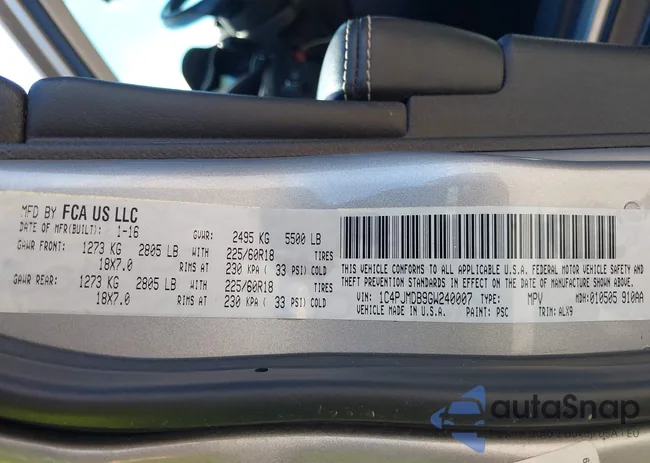 MFD BY FCA US LLC
DATE OF MFR(BUILT): 1-16 GVWR: 2495 KG 5500 LB
GAWR FRONT: 1273 KG 2805 LB WITH 225/60R18 TIRES
18X7.0 RIMS AT 230 KPA ( 33 PSI) COLD
GAWR REAR: 1273 KG 2805 LB WITH 225/60R18 TIRES
18X7.0 RIMS AT 230 KPA ( 33 PSI) COLD
THIS VEHICLE CONFORMS TO ALL APPLICABLE U.S.A. FEDERAL MOTOR VEHICLE SAFETY AND
THEFT PREVENTION STANDARDS IN EFFECT ON THE DATE OF MANUFACTURE SHOWN ABOVE.
VIN: 1C4PJMDB9GW240007 TYPE: MPV MDH: 010505 910AA
VEHICLE MADE IN U.S.A. PAINT: PSC TRIM: ALX9
autoSnap